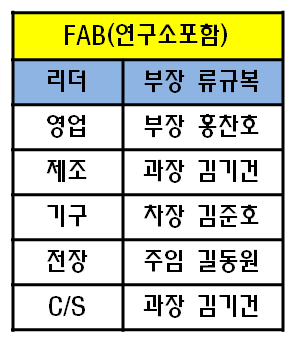 FAB(연구소포함)
리더 부장 류규복
영업 부장 홍찬호
제조 과장 김기건
기구 차장 김준호
전장 주임 길동원
C/S 과장 김기건